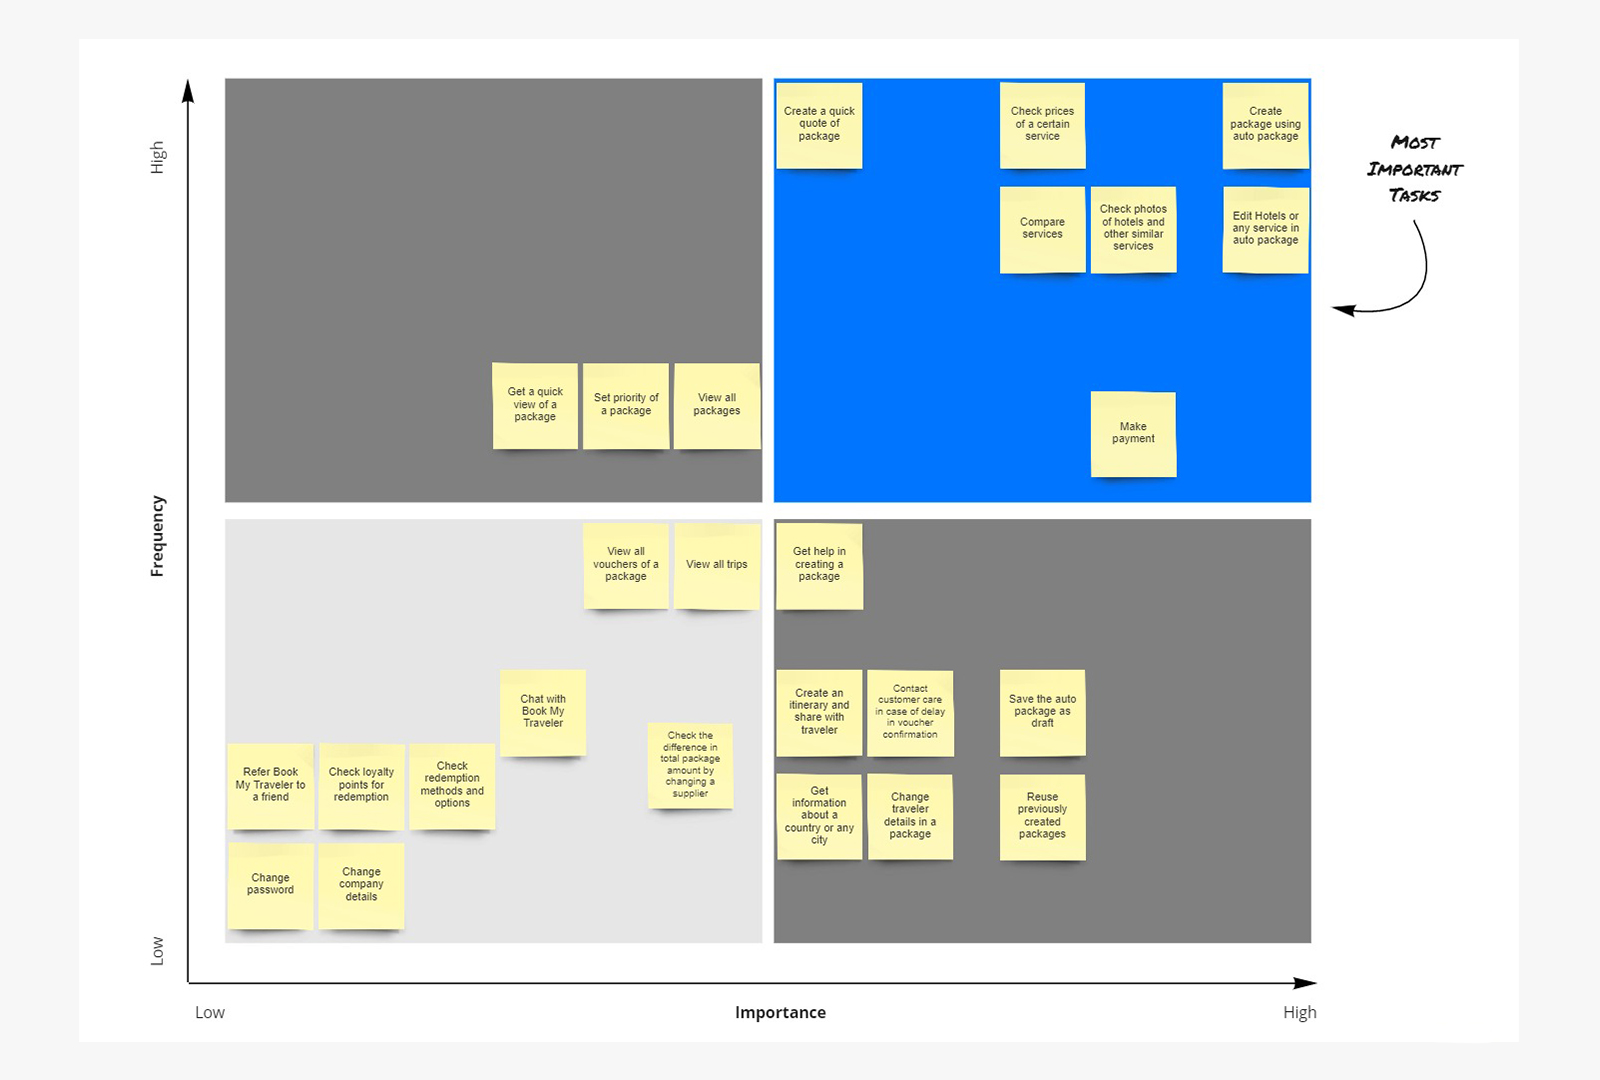 High
Frequency
Low
Create a quick
quote of
package
Check prices
of a certain
service
Create
package using
auto package
Most
Important
Tasks
Compare
services
Check photos
of hotels and
other similar
services
Edit Hotels or
any service in
auto package
Get a quick
view of a
package
Set priority of
a package
View all
packages
Make
payment
View all
vouchers of a
package
View all trips
Get help in
creating a
package
Chat with
Book My
Traveler
Check the
difference in
total package
amount by
changing a
supplier
Create an
itinerary and
share with
traveler
Contact
customer care
in case of delay
in voucher
confirmation
Save the auto
package as
draft
Refer Book
My Traveler to
a friend
Check loyalty
points for
redemption
Check
redemption
methods and
options
Get
information
about a
country or any
city
Change
traveler
details in a
package
Reuse
previously
created
packages
Change
password
Change
company
details
Low
Importance
High